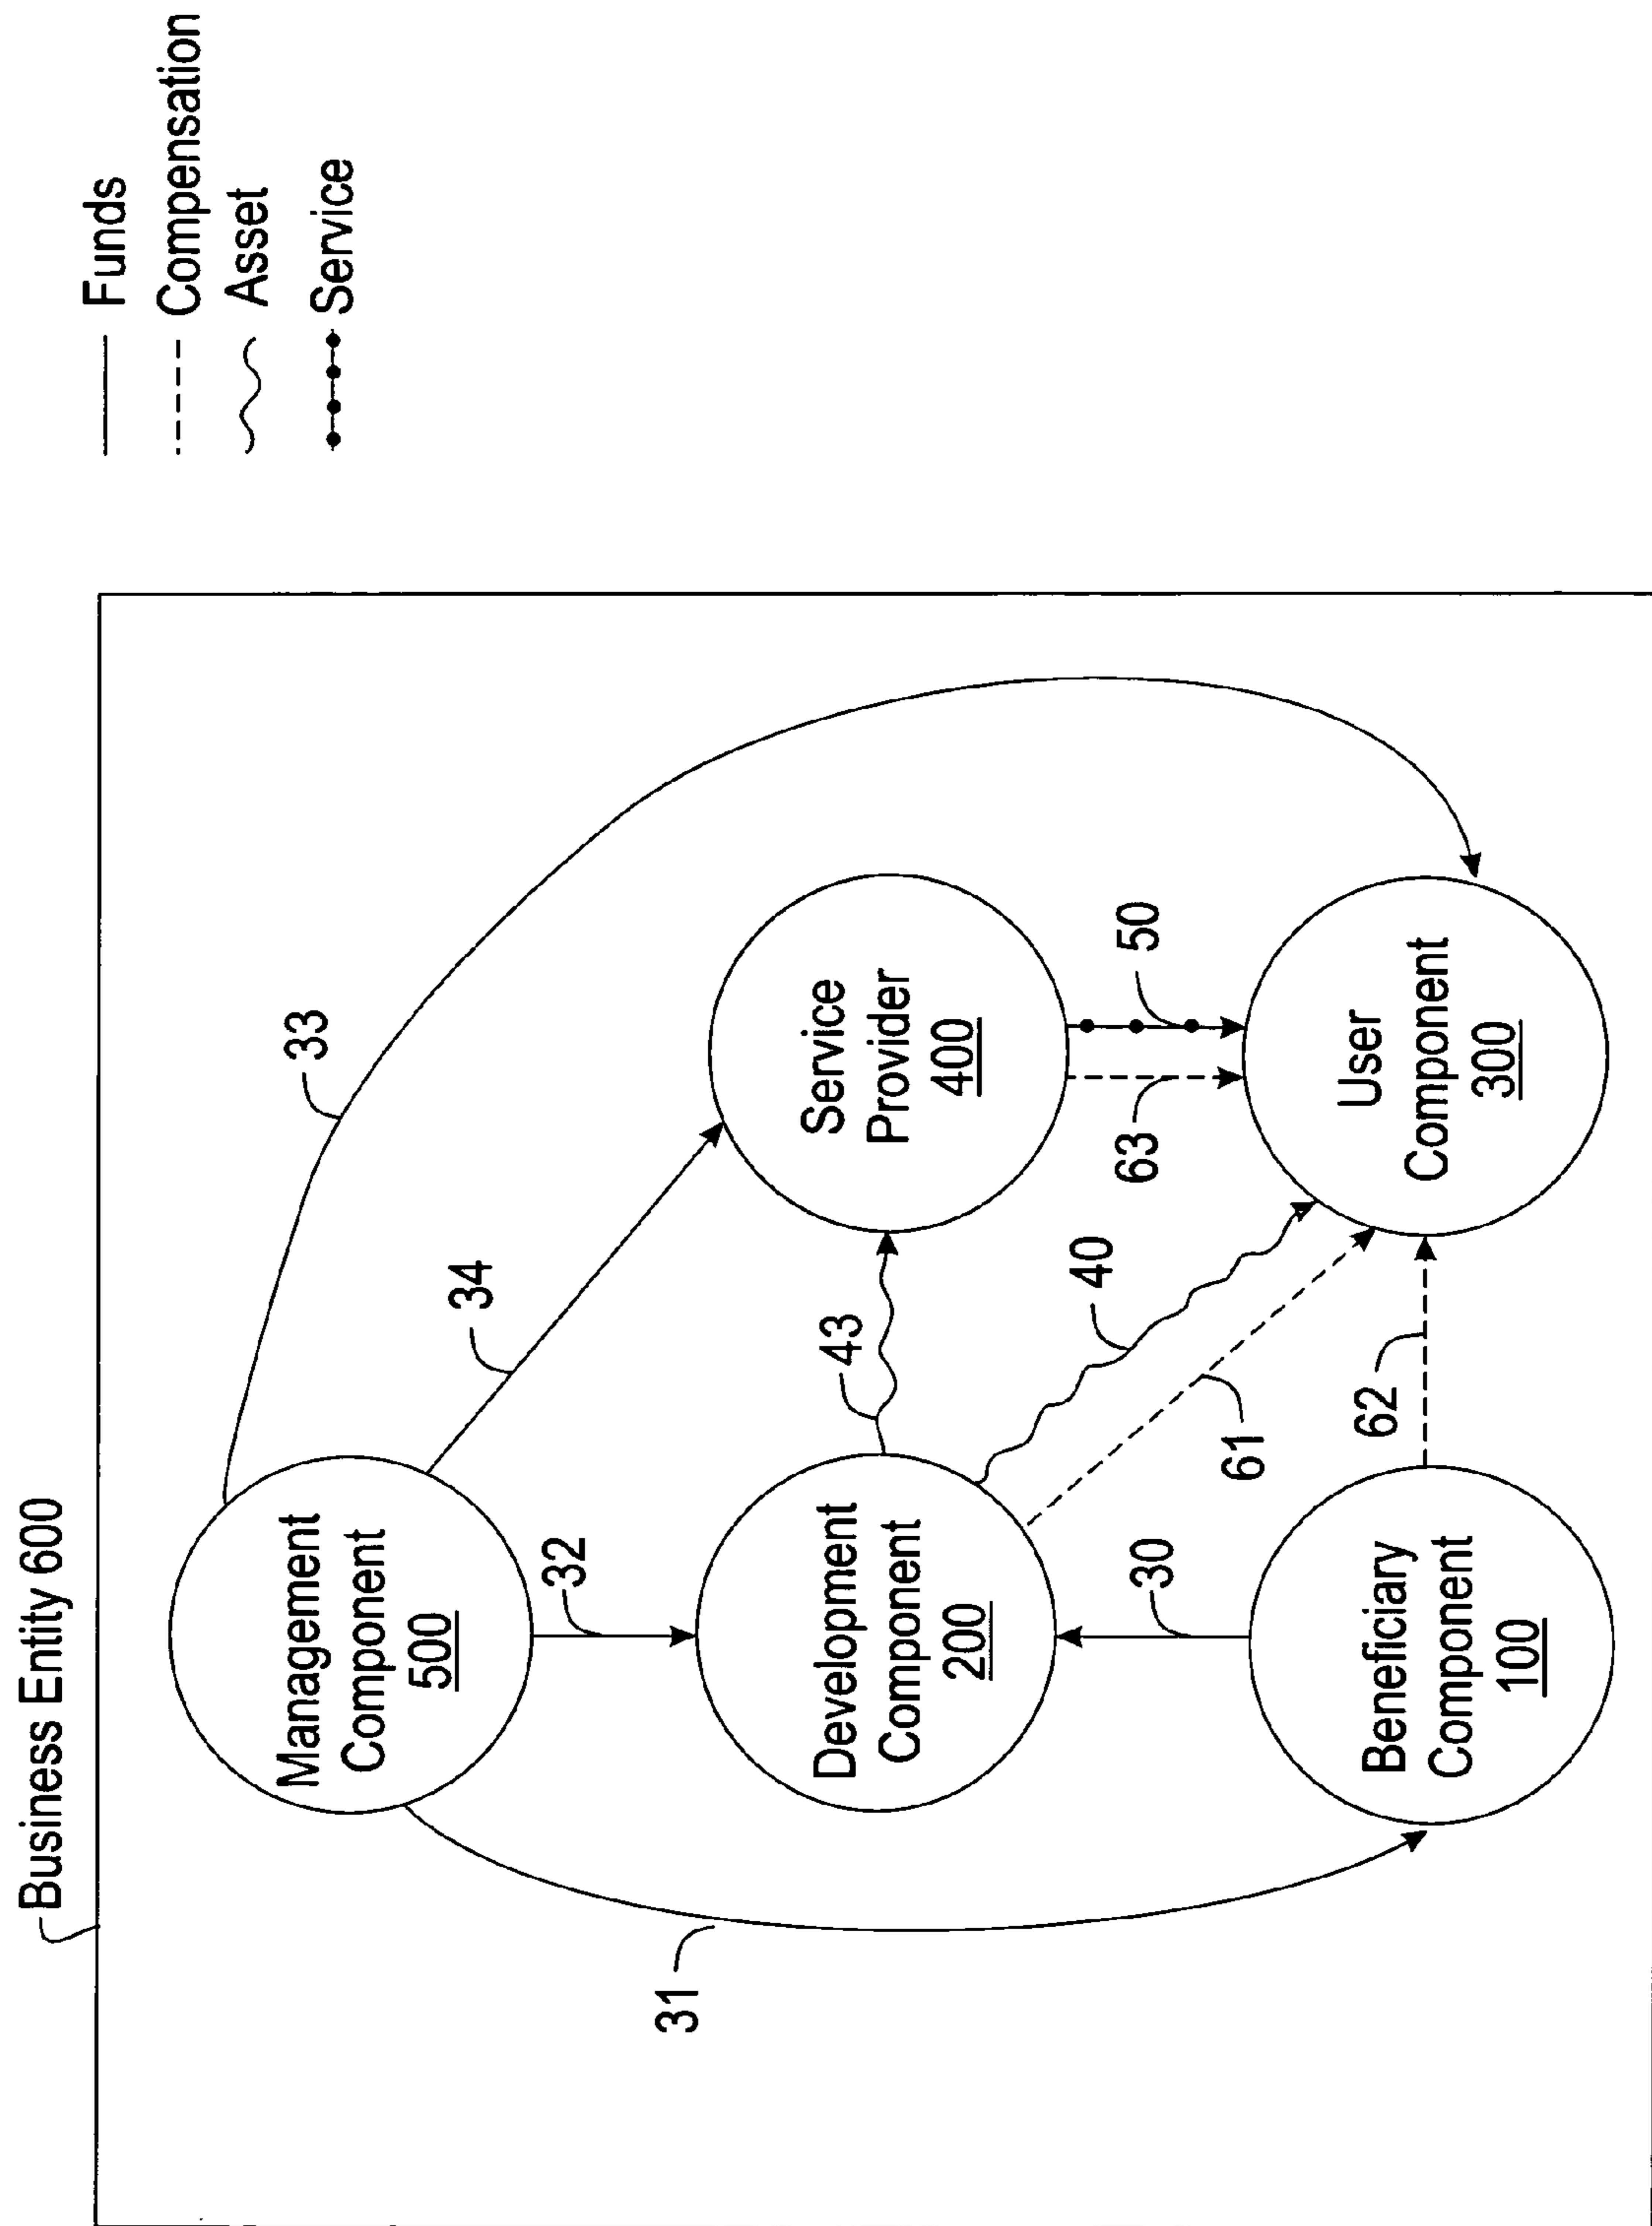 Business Entity 600
Funds
Compensation
Asset
Service
33
34
Management
Component
500
31
32
Service
Provider
400
43
Development
Component
200
40
61
63
50
30
62
User
Component
300
Beneficiary
Component
100